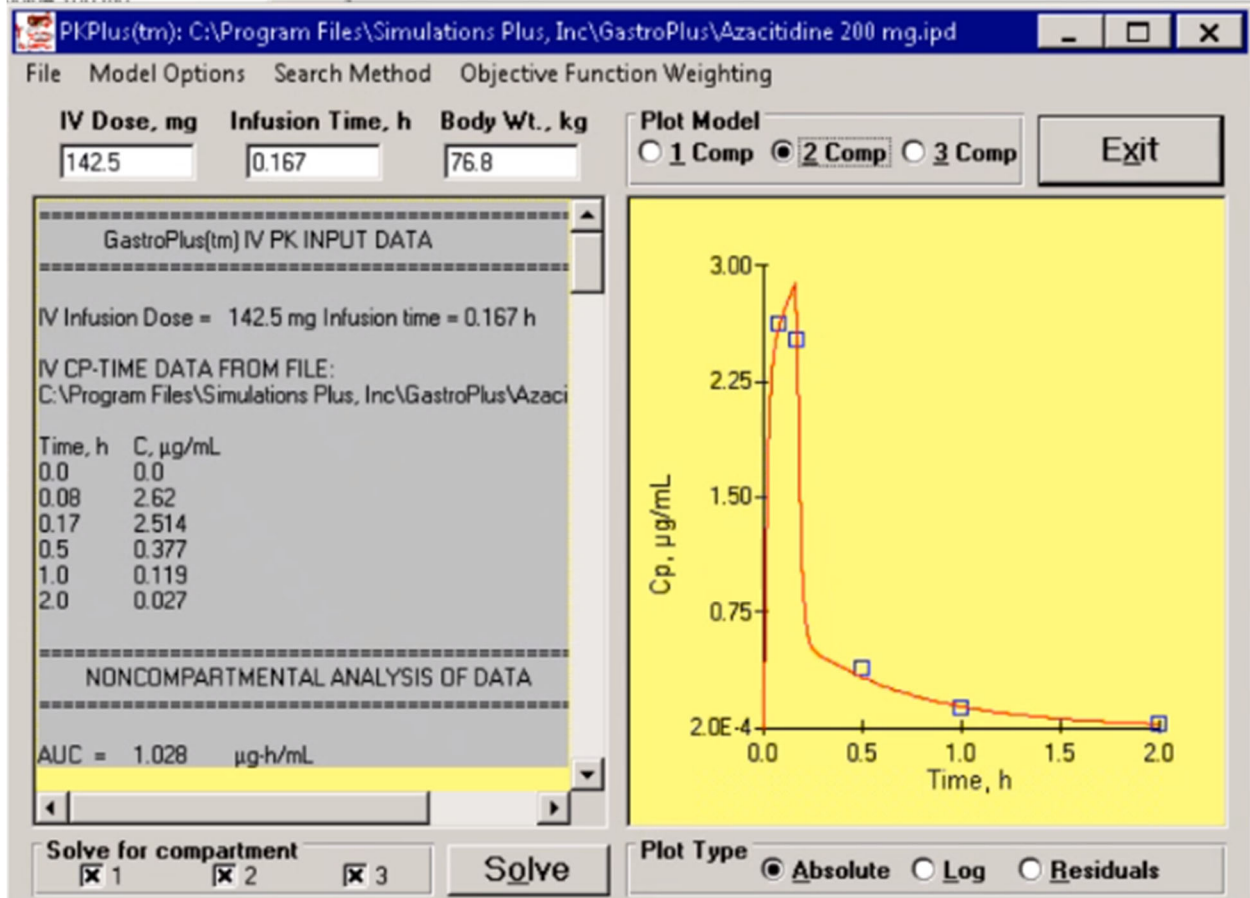 PKPlus(tm): C:\Program Files\Simulations Plus, Inc\GastroPlus\Azacitidine 200 mg.ipd
File Model Options Search Method Objective Function Weighting
IV Dose, mg Infusion Time, h Body Wt., kg
142.5 0.167 76.8
Plot Model
1 Comp 2 Comp 3 Comp
Exit
==========================================
GastroPlus(tm) IV PK INPUT DATA
==========================================
IV Infusion Dose = 142.5 mg Infusion time = 0.167 h
IV CP-TIME DATA FROM FILE:
C:\Program Files\Simulations Plus, Inc\GastroPlus\Azaci
Time, h C, µg/mL
0.0 0.0
0.08 2.62
0.17 2.514
0.5 0.377
1.0 0.119
2.0 0.027
==========================================
NONCOMPARTMENTAL ANALYSIS OF DATA
==========================================
AUC = 1.028 µg-h/mL
3.00
2.25
1.50
0.75
2.0E-4
Cp, µg/mL
0.0 0.5 1.0 1.5 2.0
Time, h
Solve for compartment
1 2 3
Solve
Plot Type
Absolute Log Residuals